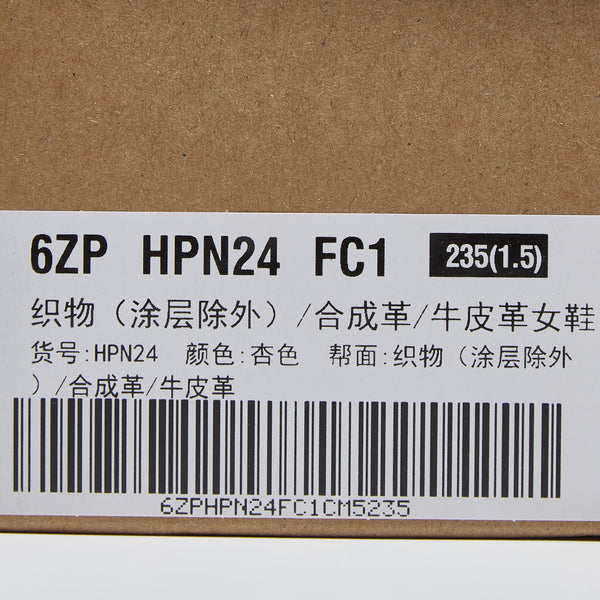 6ZP HPN24 FC1 235(1.5)
织物（涂层除外）/合成革/牛皮革女鞋
货号:HPN24 颜色:杏色 帮面:织物（涂层除外
）/合成革/牛皮革
6ZPHPN24FC1CM5235